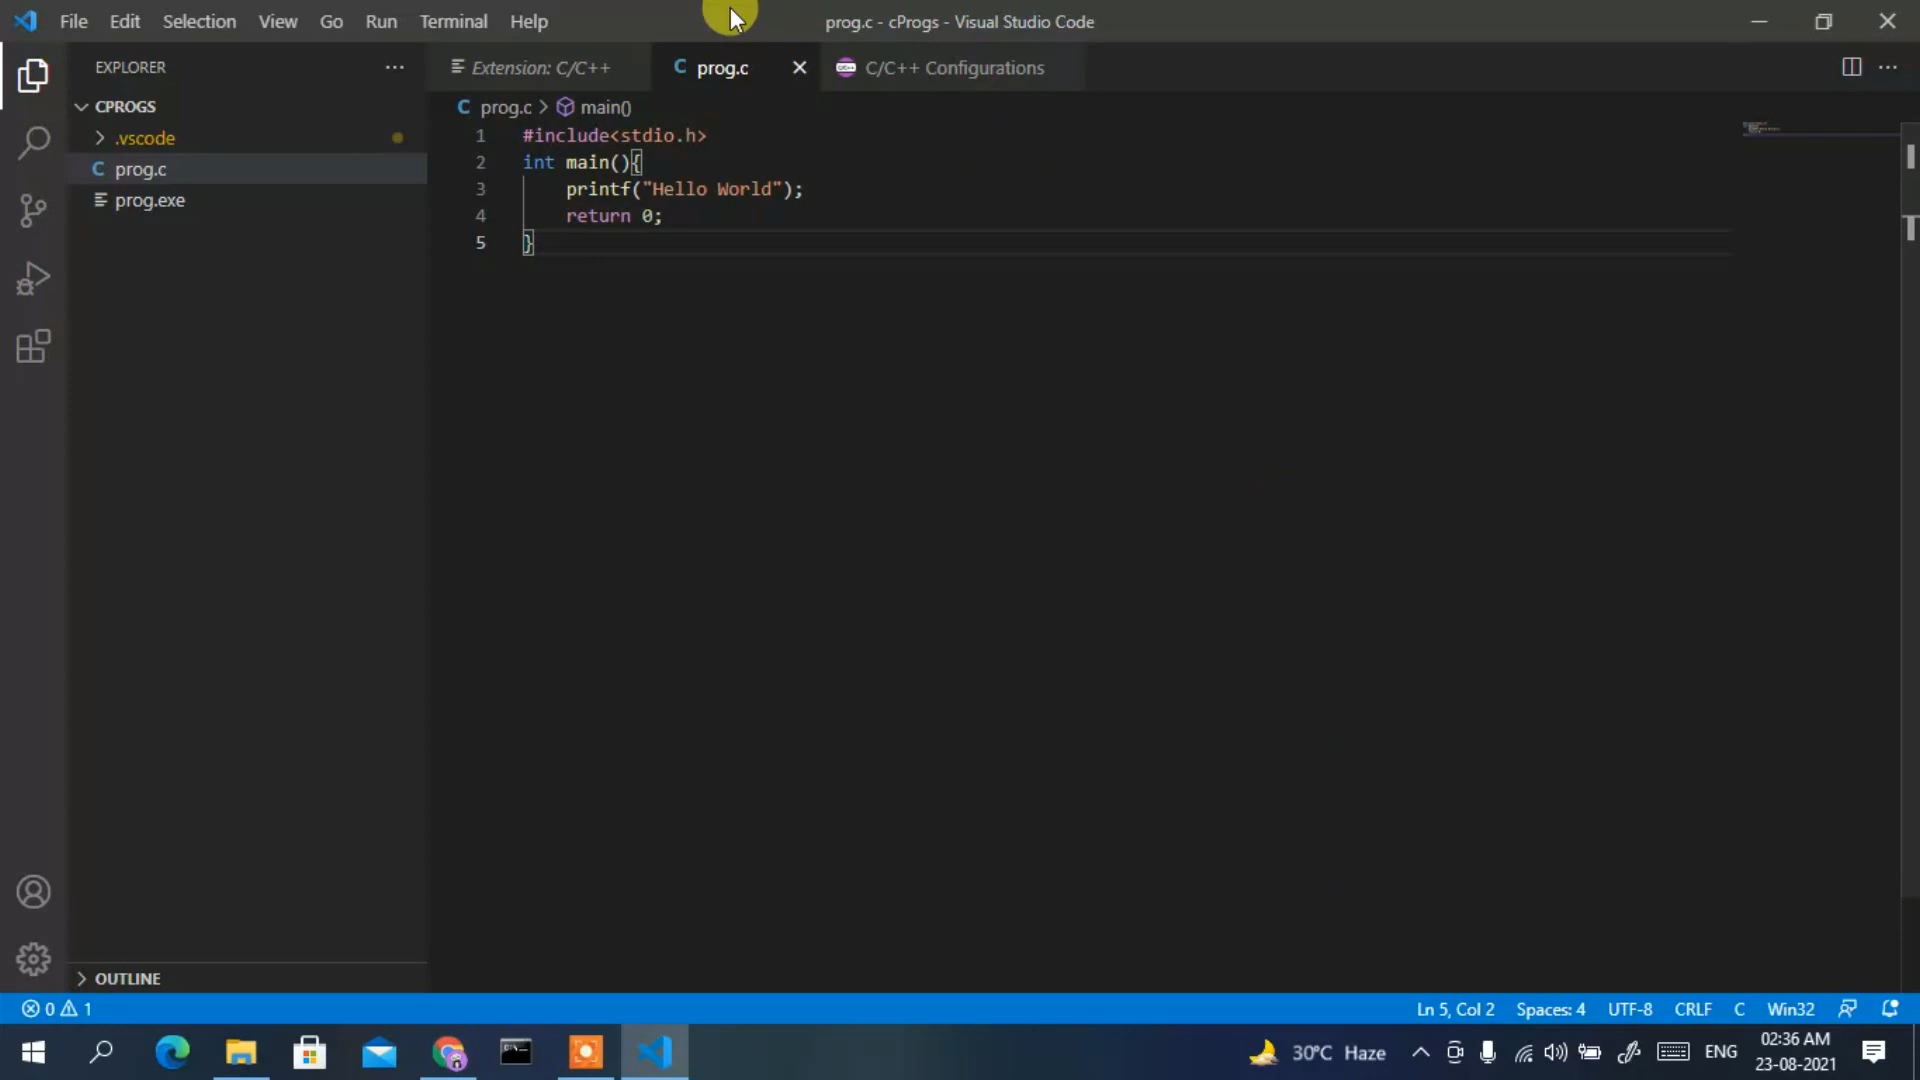 File Edit Selection View Go Run Terminal Help prog.c - cProgs - Visual Studio Code
EXPLORER
Extension: C/C++ prog.c C/C++ Configurations
CPROGS
.vscode
prog.c
prog.exe
prog.c > main()
1 #include<stdio.h>
2 int main(){
3 printf("Hello World");
4 return 0;
5 }
OUTLINE
0 1 Ln 5, Col 2 Spaces: 4 UTF-8 CRLF C Win32
30°C Haze ENG 02:36 AM
23-08-2021